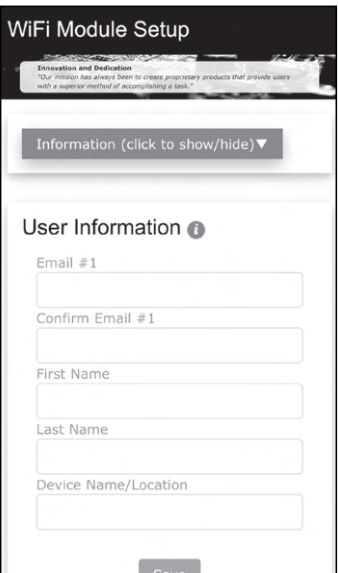 WiFi Module Setup
Innovation and Dedication
"Our mission has always been to create proprietary products that provide users
with a superior method of accomplishing a task."
Information (click to show/hide)▼
User Information i
Email #1
Confirm Email #1
First Name
Last Name
Device Name/Location
Save